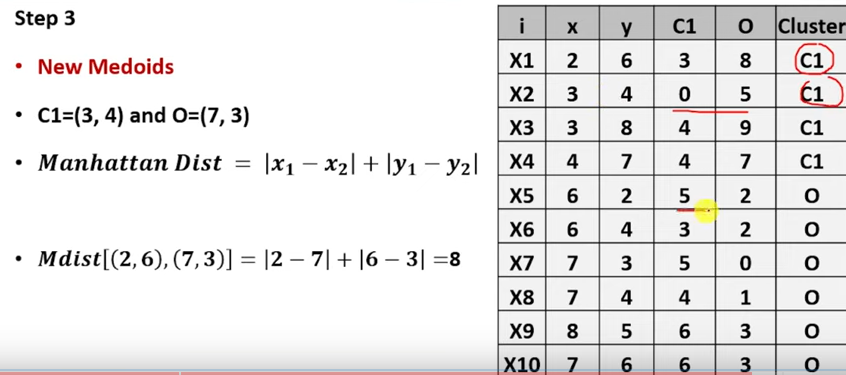 Step 3
• New Medoids
• C1=(3, 4) and O=(7, 3)
• Manhattan Dist = |x₁ − x₂| + |y₁ − y₂|
• Mdist[(2, 6), (7, 3)] = |2 − 7| + |6 − 3| =8
i x y C1 O Cluster
X1 2 6 3 8 C1
X2 3 4 0 5 C1
X3 3 8 4 9 C1
X4 4 7 4 7 C1
X5 6 2 5 2 O
X6 6 4 3 2 O
X7 7 3 5 0 O
X8 7 4 4 1 O
X9 8 5 6 3 O
X10 7 6 6 3 O